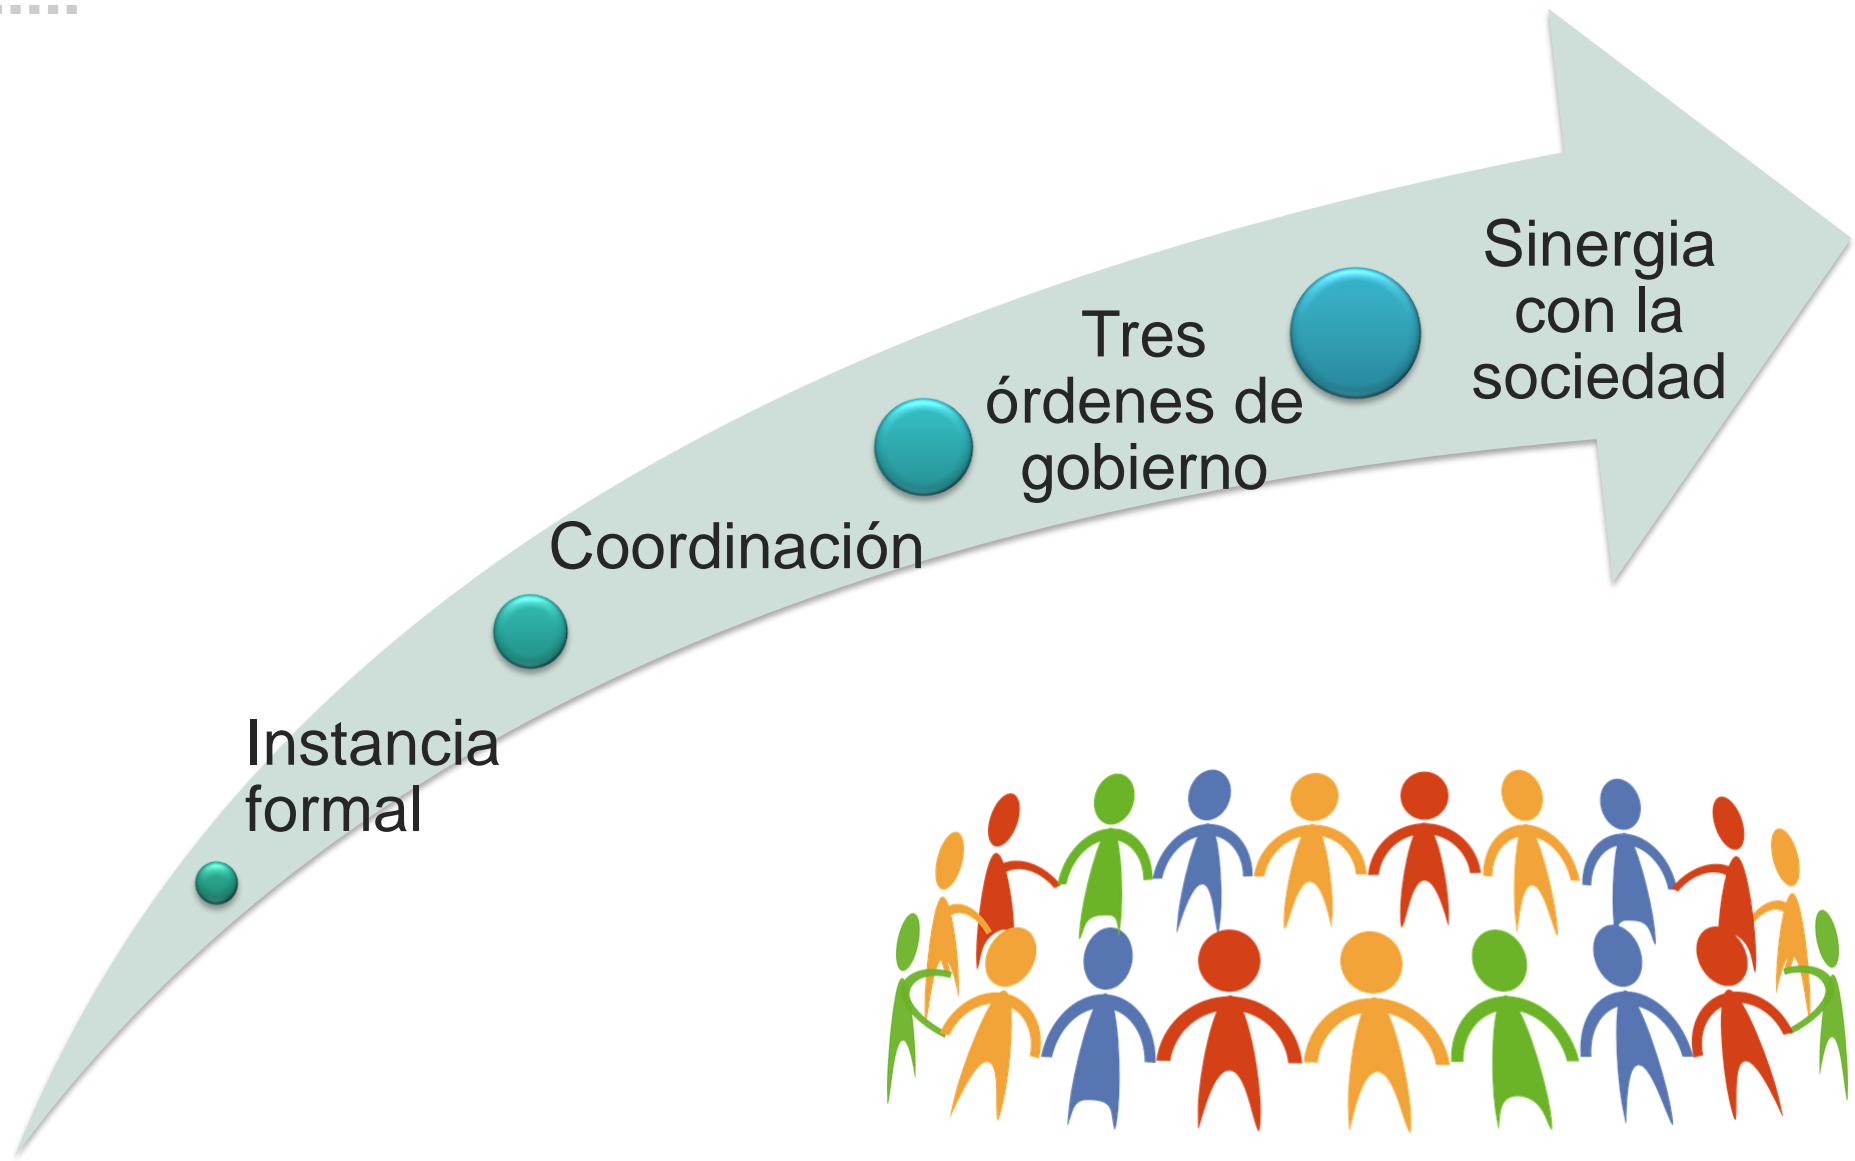 Sinergia
con la
sociedad
Tres
órdenes de
gobierno
Coordinación
Instancia
formal